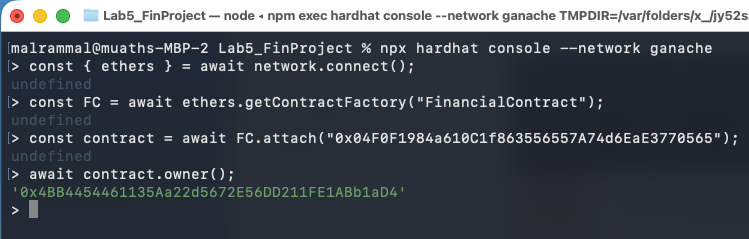 Lab5_FinProject — node ◂ npm exec hardhat console --network ganache TMPDIR=/var/folders/x_/jy52s
[malrammal@muaths-MBP-2 Lab5_FinProject % npx hardhat console --network ganache
[> const { ethers } = await network.connect();
undefined
[> const FC = await ethers.getContractFactory("FinancialContract");
undefined
[> const contract = await FC.attach("0x04F0F1984a610C1f863556557A74d6EaE3770565");
undefined
[> await contract.owner();
'0x4BB4454461135Aa22d5672E56DD211FE1ABb1aD4'
>